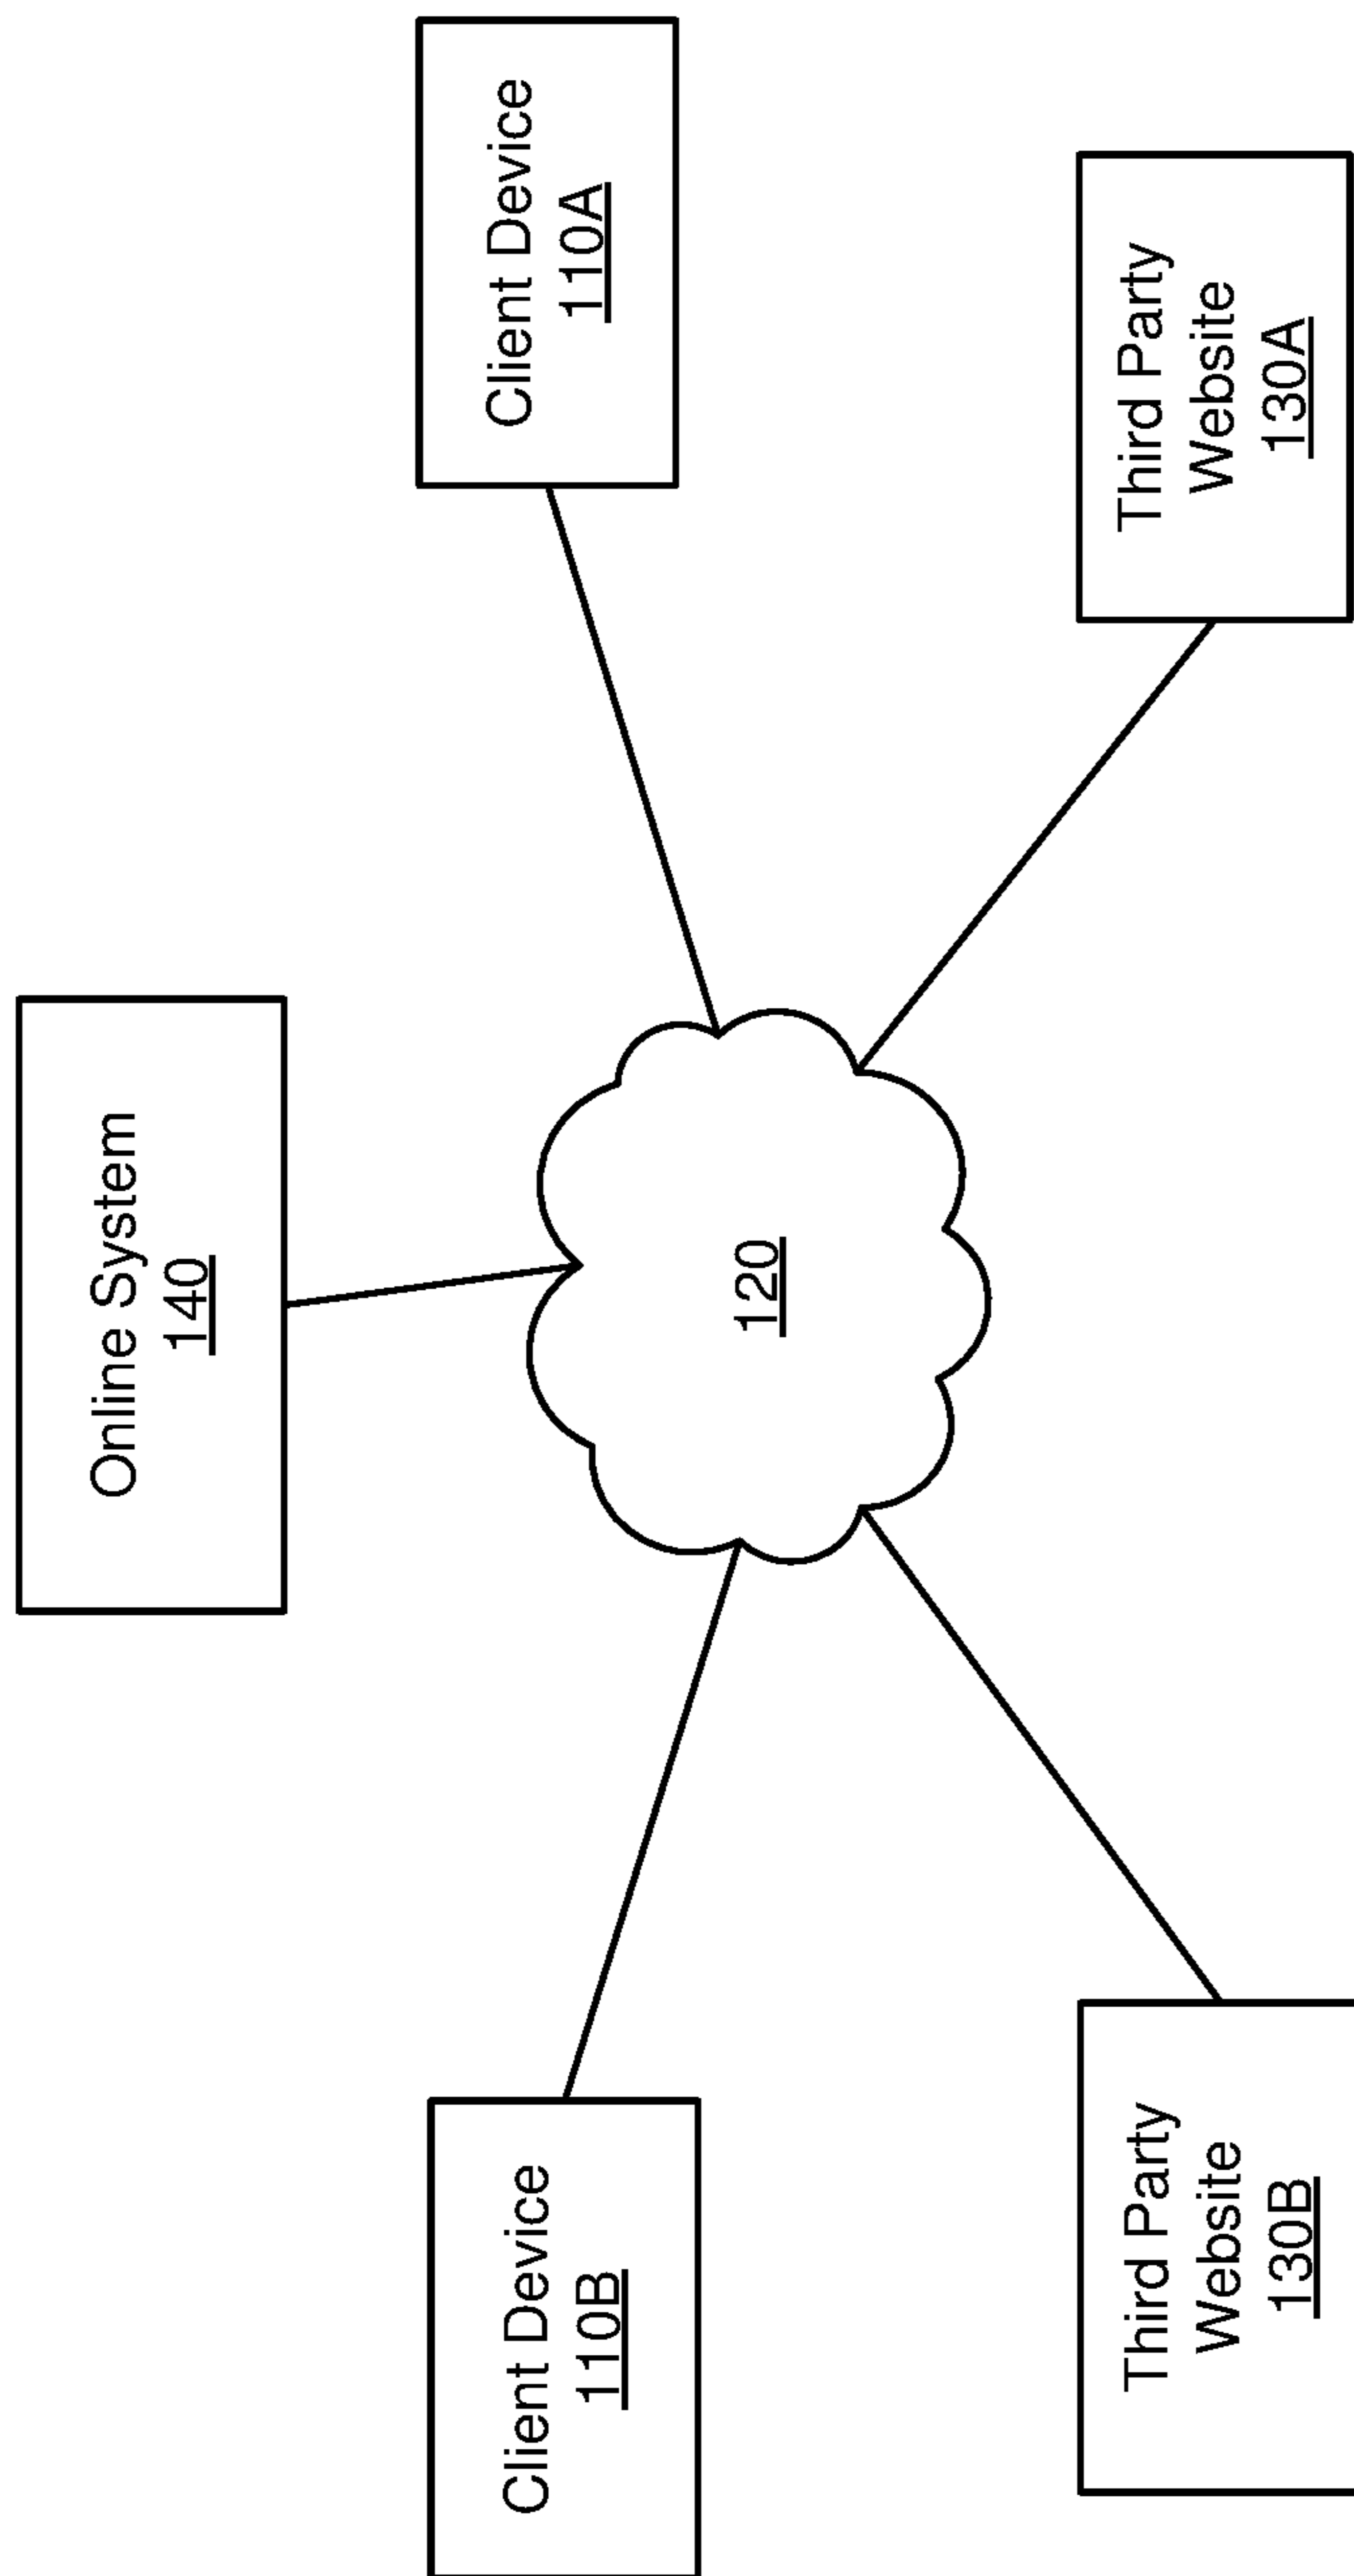 Online System
140
Client Device
110B
Client Device
110A
120
Third Party
Website
130B
Third Party
Website
130A